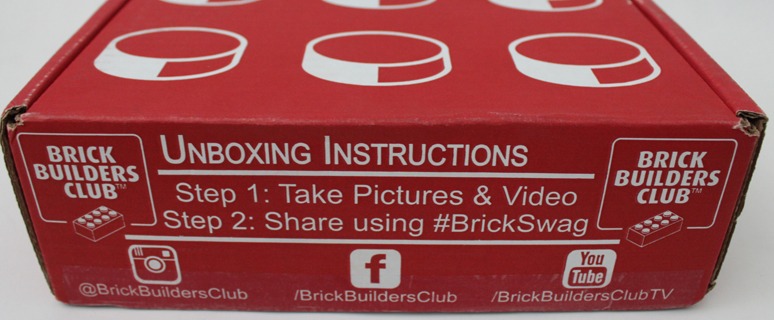 BRICK
BUILDERS
CLUB™
UNBOXING INSTRUCTIONS
Step 1: Take Pictures & Video
Step 2: Share using #BrickSwag
BRICK
BUILDERS
CLUB™
@BrickBuildersClub
/BrickBuildersClub
You
Tube
/BrickBuildersClubTV